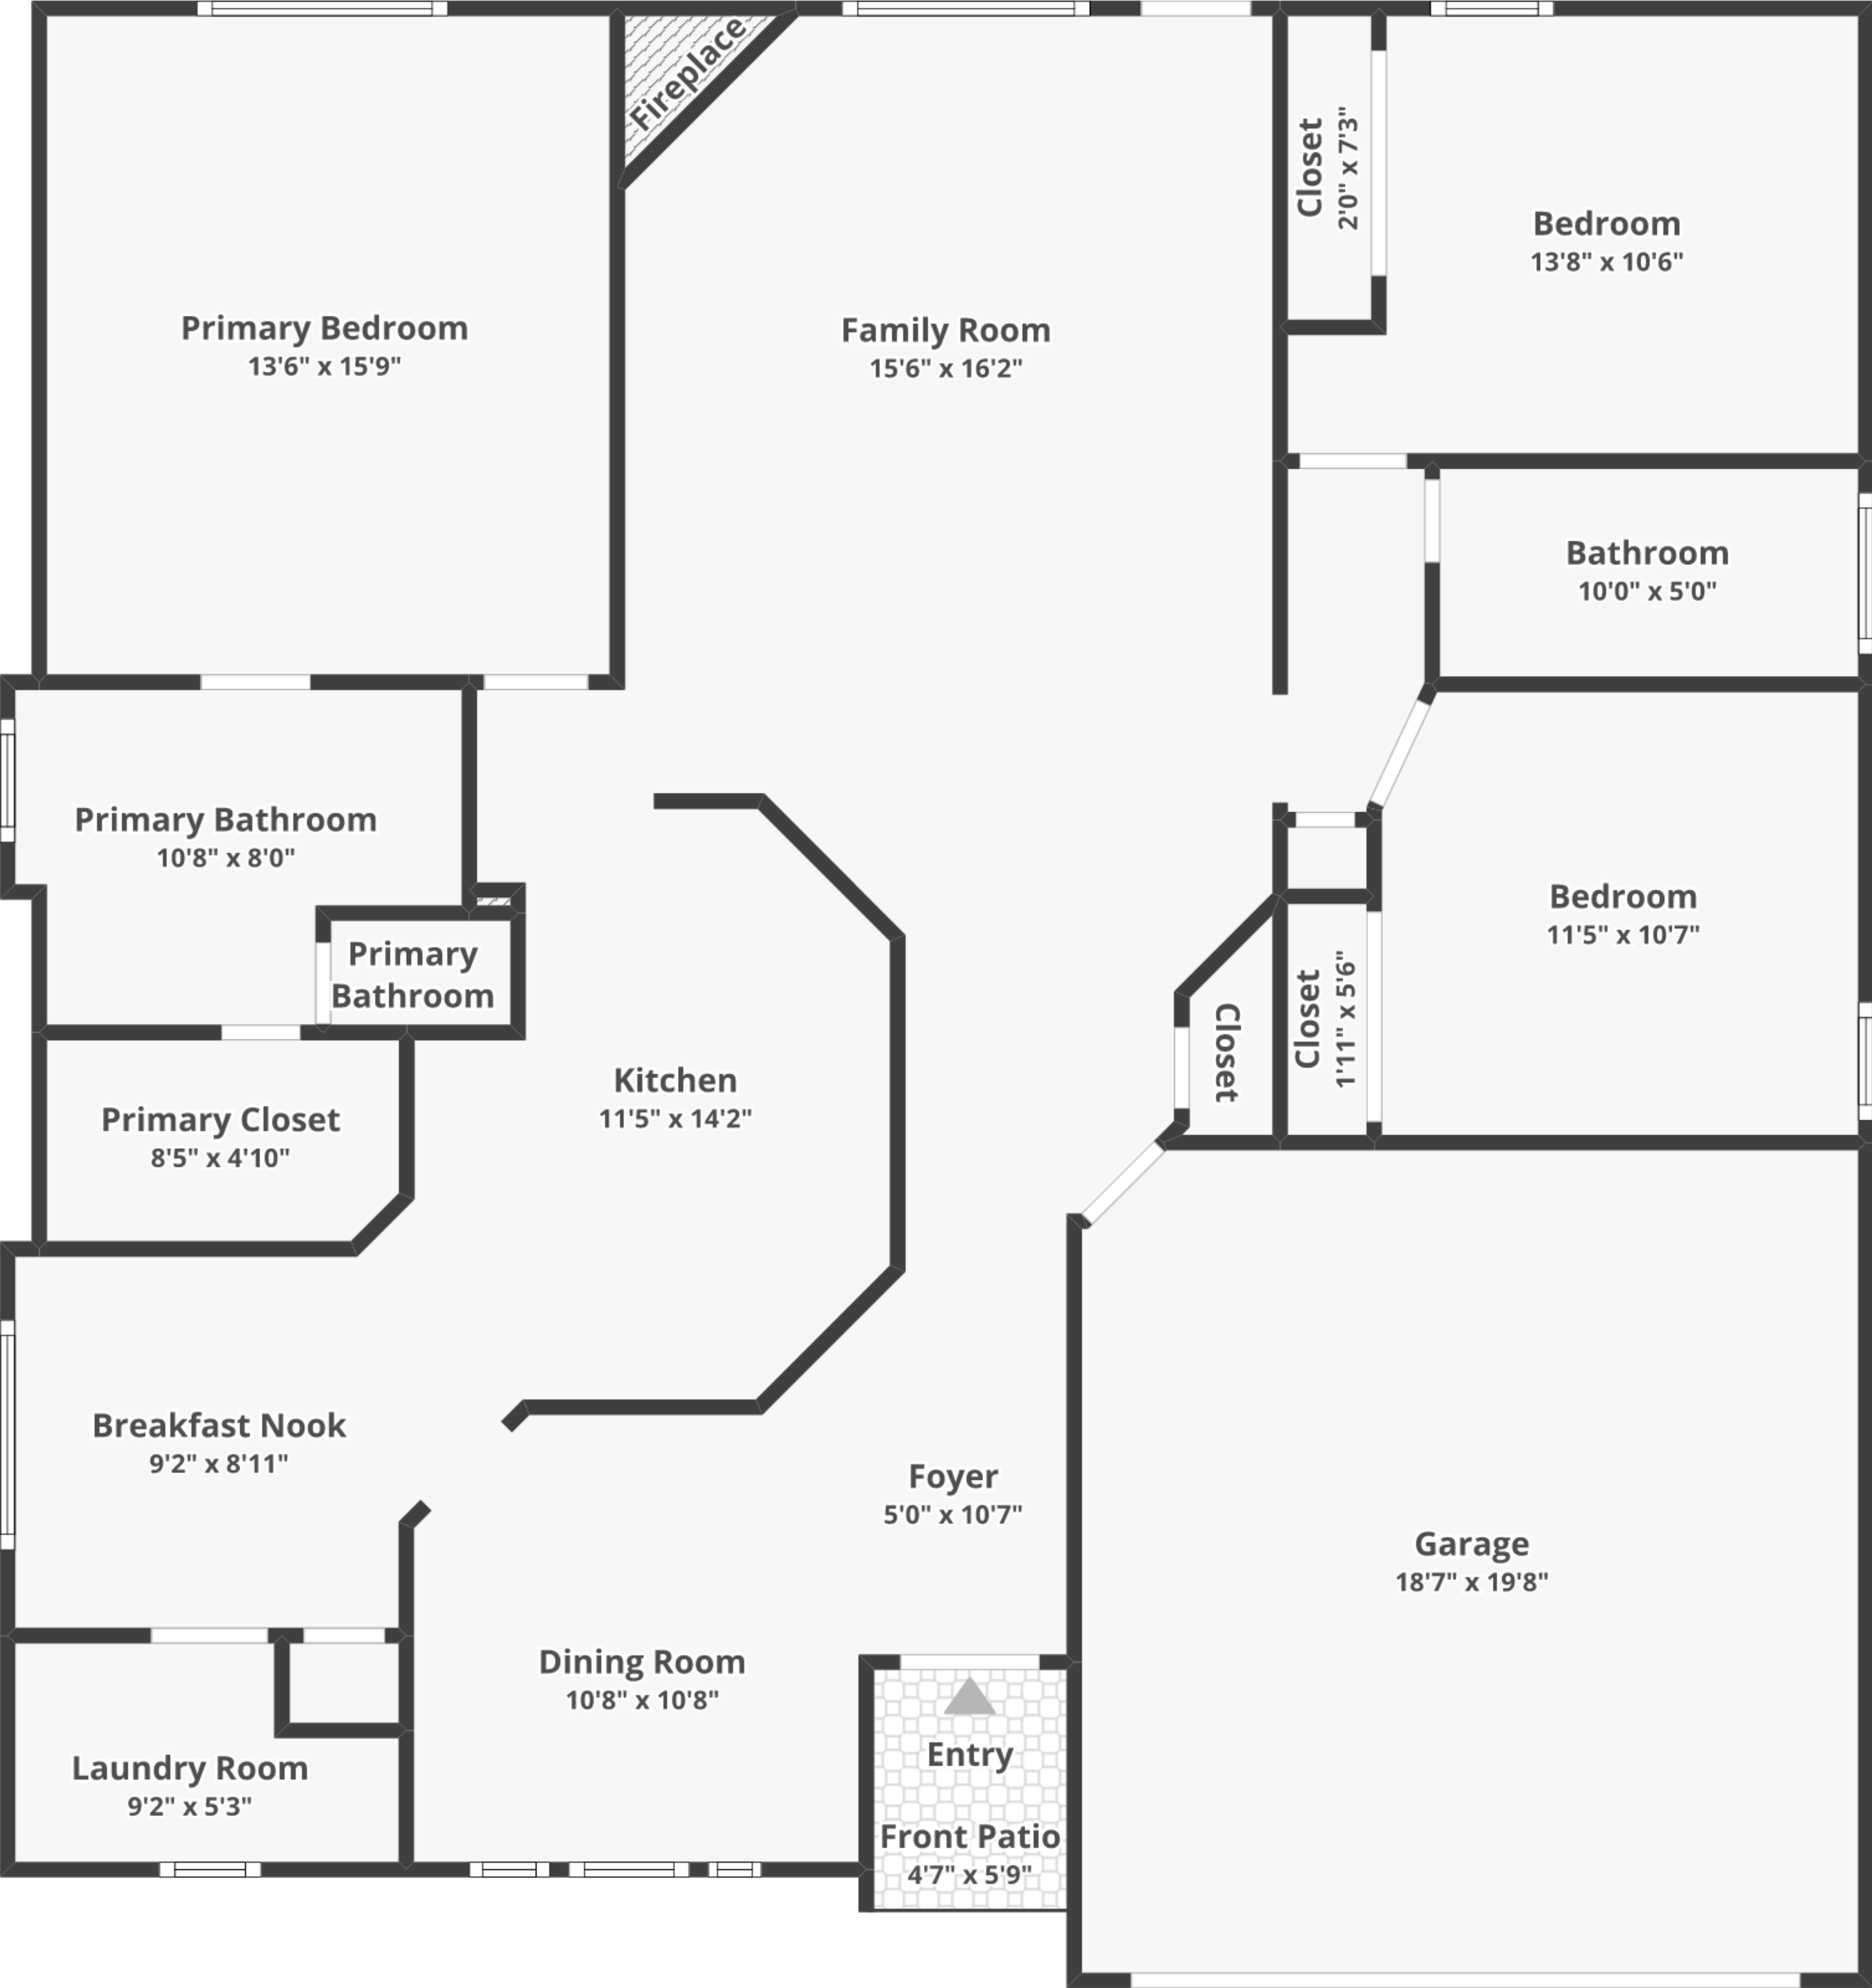 Fireplace
Closet
2'0" x 7'3"
Bedroom
13'8" x 10'6"
Primary Bedroom
13'6" x 15'9"
Family Room
15'6" x 16'2"
Bathroom
10'0" x 5'0"
Primary Bathroom
10'8" x 8'0"
Bedroom
11'5" x 10'7"
Primary
Bathroom
Closet
Closet
1'11" x 5'6"
Kitchen
11'5" x 14'2"
Primary Closet
8'5" x 4'10"
Breakfast Nook
9'2" x 8'11"
Foyer
5'0" x 10'7"
Garage
18'7" x 19'8"
Dining Room
10'8" x 10'8"
Laundry Room
9'2" x 5'3"
Entry
Front Patio
4'7" x 5'9"